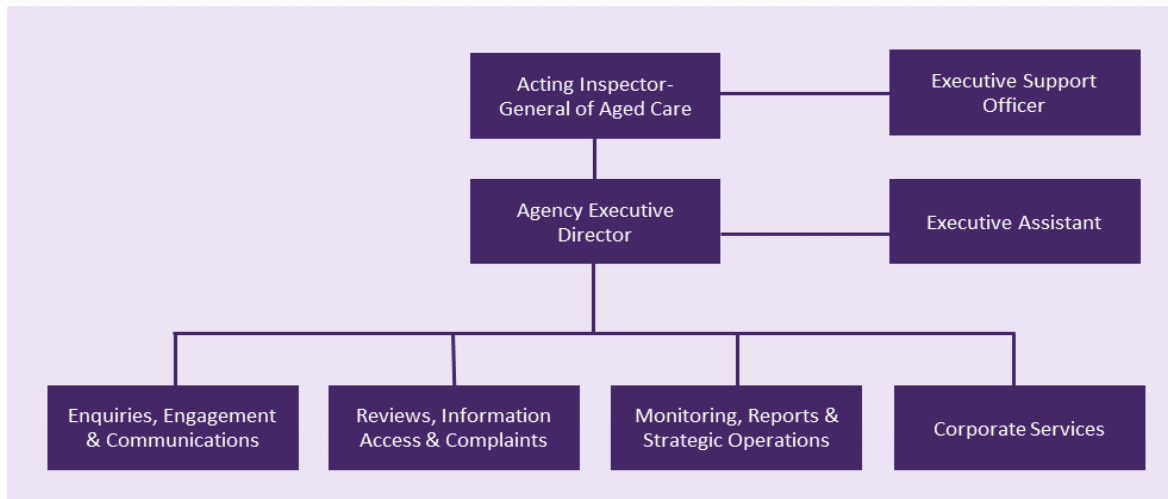 Acting Inspector-
General of Aged Care
Executive Support
Officer
Agency Executive
Director
Executive Assistant
Enquiries, Engagement
& Communications
Reviews, Information
Access & Complaints
Monitoring, Reports &
Strategic Operations
Corporate Services